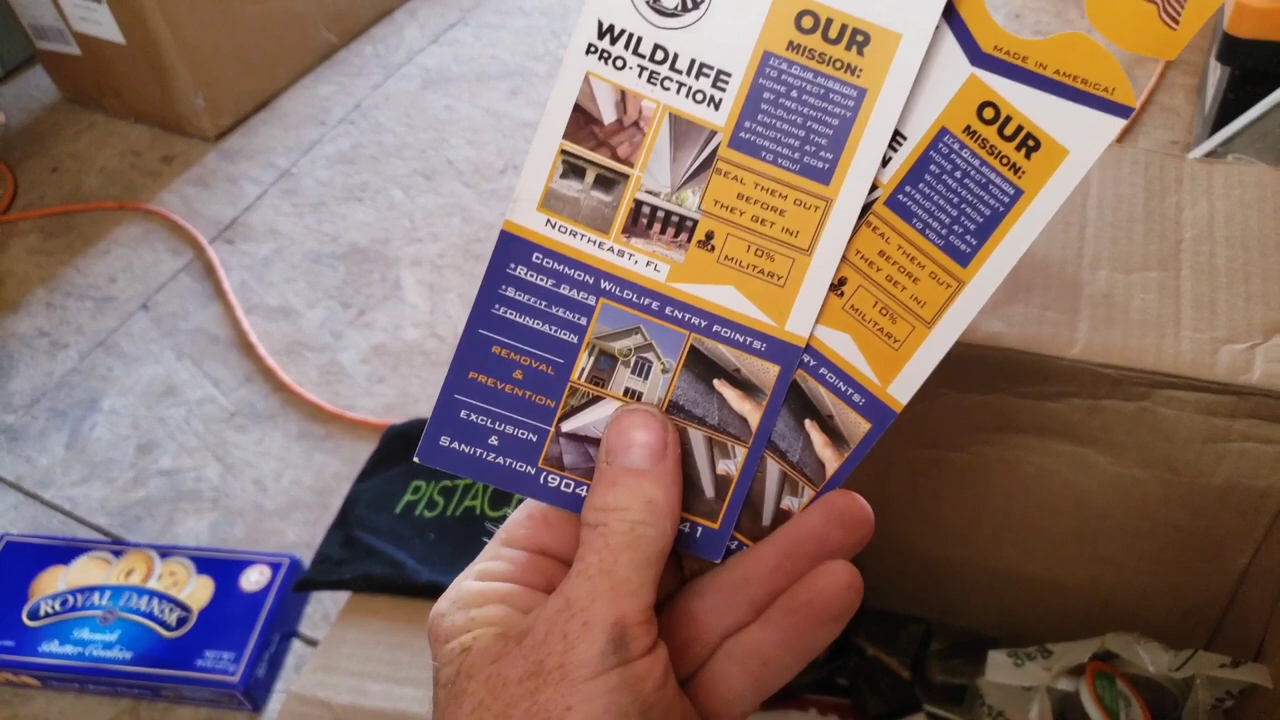 WILDLIFE
PRO-TECTION
OUR
MISSION:
IT'S OUR MISSION
TO PROTECT YOUR
HOME & PROPERTY
BY PREVENTING
WILDLIFE FROM
ENTERING THE
STRUCTURE AT AN
AFFORDABLE COST
TO YOU!
SEAL THEM OUT
BEFORE
THEY GET IN!
10%
MILITARY
NORTHEAST, FL
COMMON WILDLIFE ENTRY POINTS:
*ROOF GAPS
*SOFFIT VENTS
*FOUNDATION
REMOVAL
&
PREVENTION
EXCLUSION
&
SANITIZATION
(904
41
MADE IN AMERICA!
OUR
MISSION:
IT'S OUR MISSION
TO PROTECT YOUR
HOME & PROPERTY
BY PREVENTING
WILDLIFE FROM
ENTERING THE
STRUCTURE AT AN
AFFORDABLE COST
TO YOU!
SEAL THEM OUT
BEFORE
THEY GET IN!
10%
MILITARY
RY POINTS:
PISTAC
ROYAL DANSK
Danish
Butter Cookies